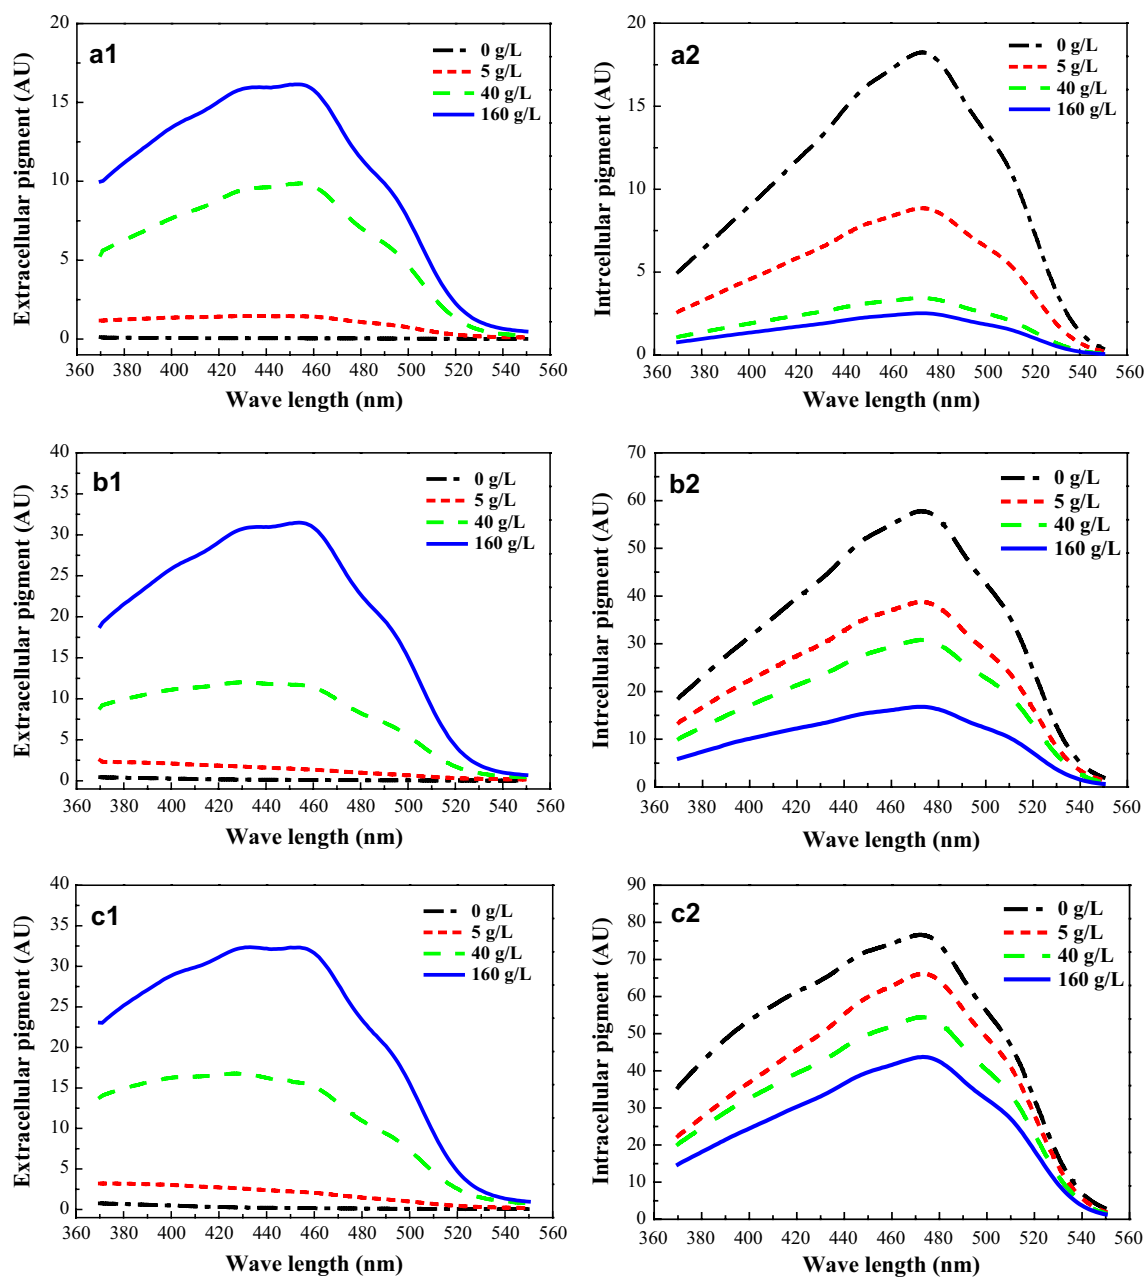 a1
0 g/L
5 g/L
40 g/L
160 g/L
20
15
10
5
0
Extracellular pigment (AU)
360 380 400 420 440 460 480 500 520 540 560
Wave length (nm)
a2
0 g/L
5 g/L
40 g/L
160 g/L
20
15
10
5
0
Intrcellular pigment (AU)
360 380 400 420 440 460 480 500 520 540 560
Wave length (nm)
b1
0 g/L
5 g/L
40 g/L
160 g/L
40
35
30
25
20
15
10
5
0
Extracellular pigment (AU)
360 380 400 420 440 460 480 500 520 540 560
Wave length (nm)
b2
0 g/L
5 g/L
40 g/L
160 g/L
70
60
50
40
30
20
10
0
Intrcellular pigment (AU)
360 380 400 420 440 460 480 500 520 540 560
Wave length (nm)
c1
0 g/L
5 g/L
40 g/L
160 g/L
40
35
30
25
20
15
10
5
0
Extracellular pigment (AU)
360 380 400 420 440 460 480 500 520 540 560
Wave length (nm)
c2
0 g/L
5 g/L
40 g/L
160 g/L
90
80
70
60
50
40
30
20
10
0
Intracellular pigment (AU)
360 380 400 420 440 460 480 500 520 540 560
Wave length (nm)